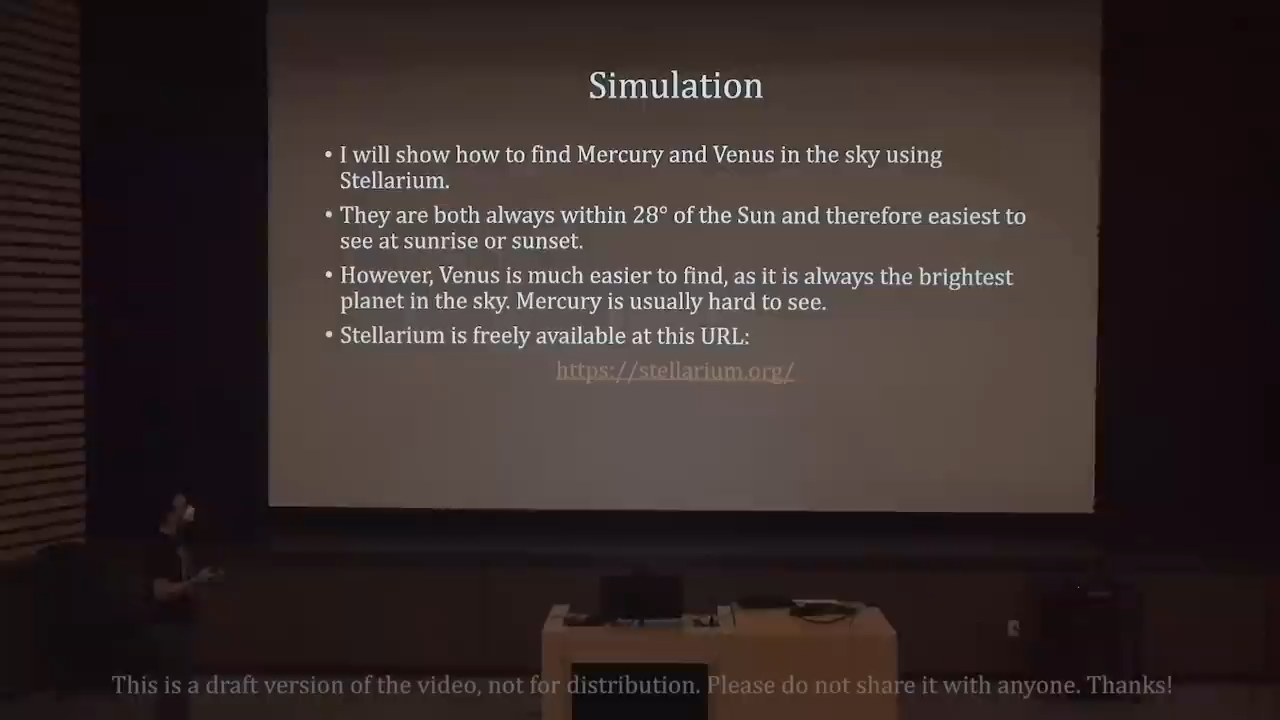 Simulation
• I will show how to find Mercury and Venus in the sky using
Stellarium.
• They are both always within 28° of the Sun and therefore easiest to
see at sunrise or sunset.
• However, Venus is much easier to find, as it is always the brightest
planet in the sky. Mercury is usually hard to see.
• Stellarium is freely available at this URL:
https://stellarium.org/
This is a draft version of the video, not for distribution. Please do not share it with anyone. Thanks!